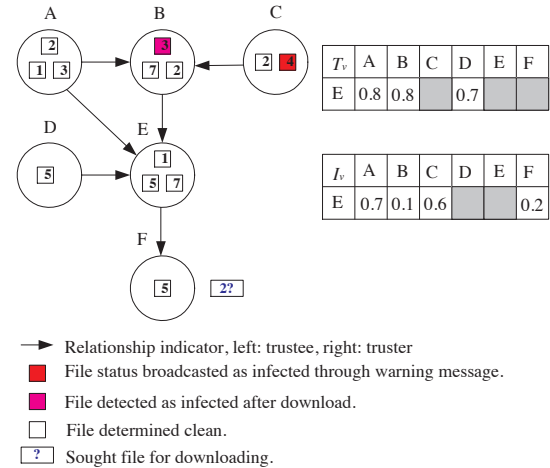 A
B
C
2
1 3
3
7 2
2 4
T_v A B C D E F
E 0.8 0.8 0.7
D
5
E
1
5 7
I_v A B C D E F
E 0.7 0.1 0.6 0.2
F
5
2?
Relationship indicator, left: trustee, right: truster
File status broadcasted as infected through warning message.
File detected as infected after download.
File determined clean.
? Sought file for downloading.